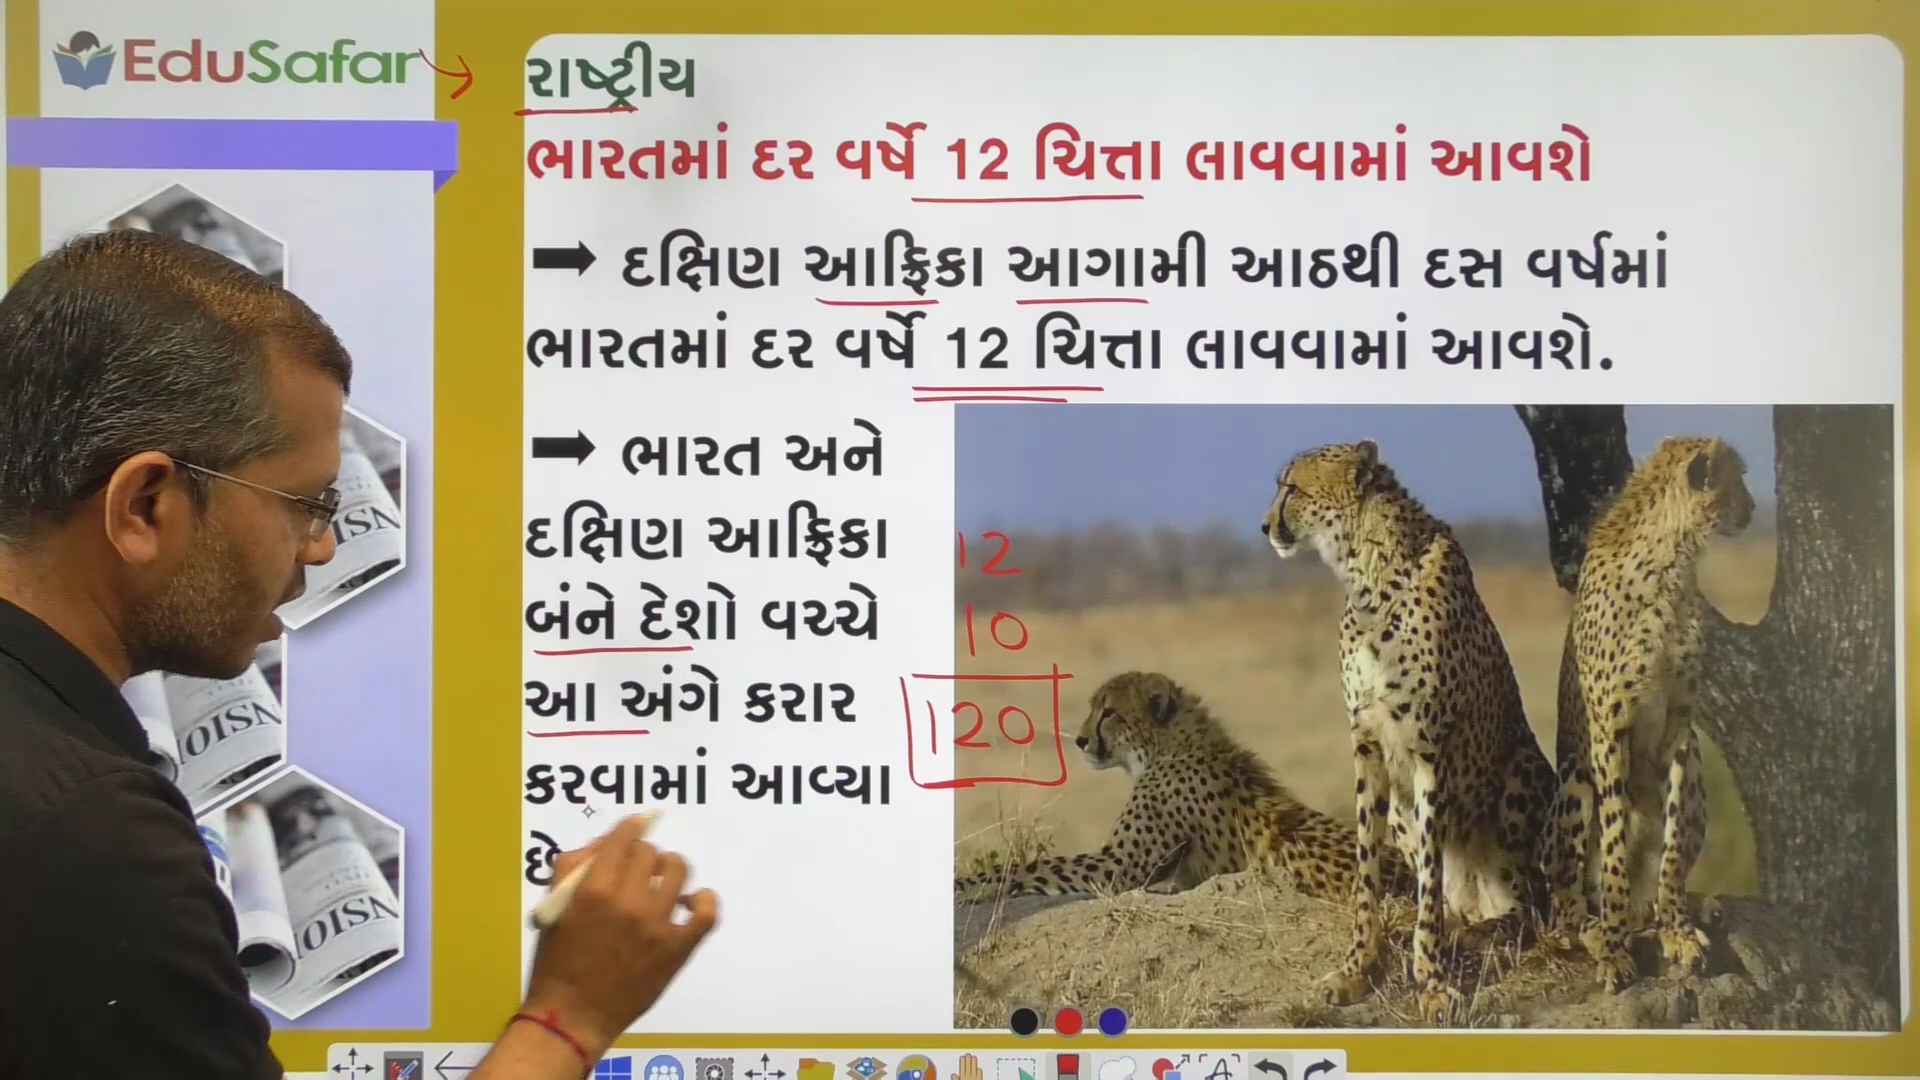 EduSafar
રાષ્ટ્રીય
ભારતમાં દર વર્ષે 12 ચિત્તા લાવવામાં આવશે
➡ દક્ષિણ આફ્રિકા આગામી આઠથી દસ વર્ષમાં
ભારતમાં દર વર્ષે 12 ચિત્તા લાવવામાં આવશે.
➡ ભારત અને
દક્ષિણ આફ્રિકા
બંને દેશો વચ્ચે
આ અંગે કરાર
કરવામાં આવ્યા
12
10
120